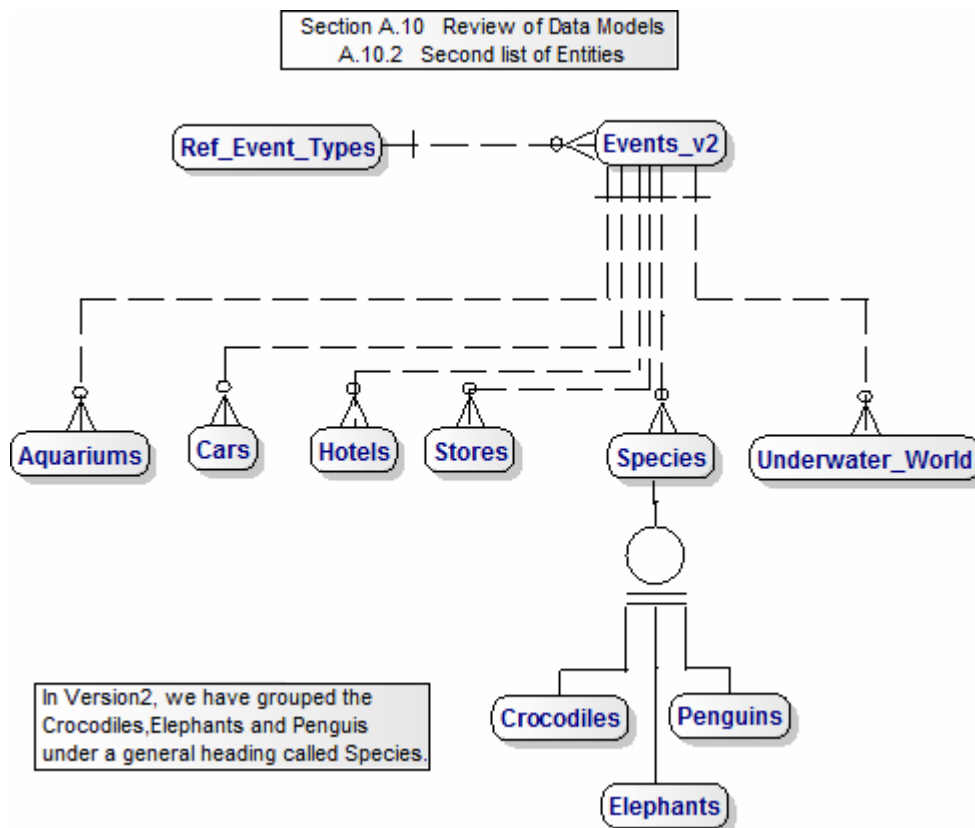 Section A.10 Review of Data Models
A.10.2 Second list of Entities
Ref_Event_Types
Events_v2
Aquariums
Cars
Hotels
Stores
Species
Underwater_World
Crocodiles
Penguins
Elephants
In Version2, we have grouped the
Crocodiles,Elephants and Penguis
under a general heading called Species.